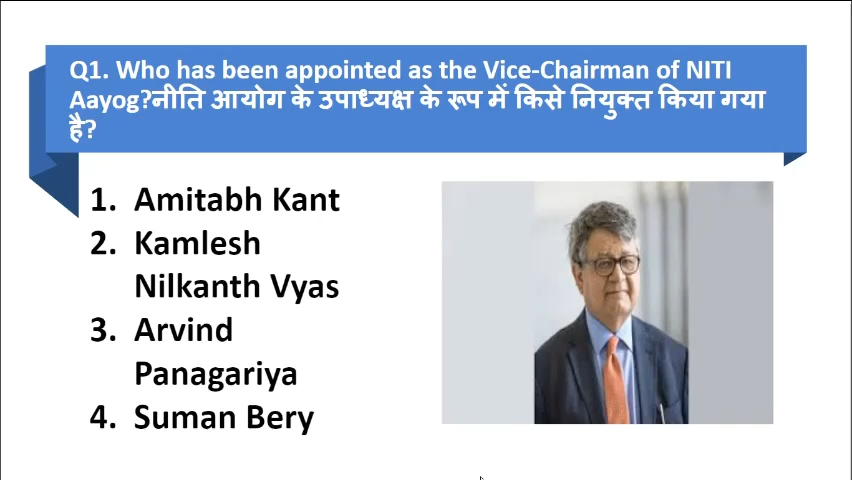 Q1. Who has been appointed as the Vice-Chairman of NITI
Aayog?नीति आयोग के उपाध्यक्ष के रूप में किसे नियुक्त किया गया
है?
1. Amitabh Kant
2. Kamlesh
Nilkanth Vyas
3. Arvind
Panagariya
4. Suman Bery